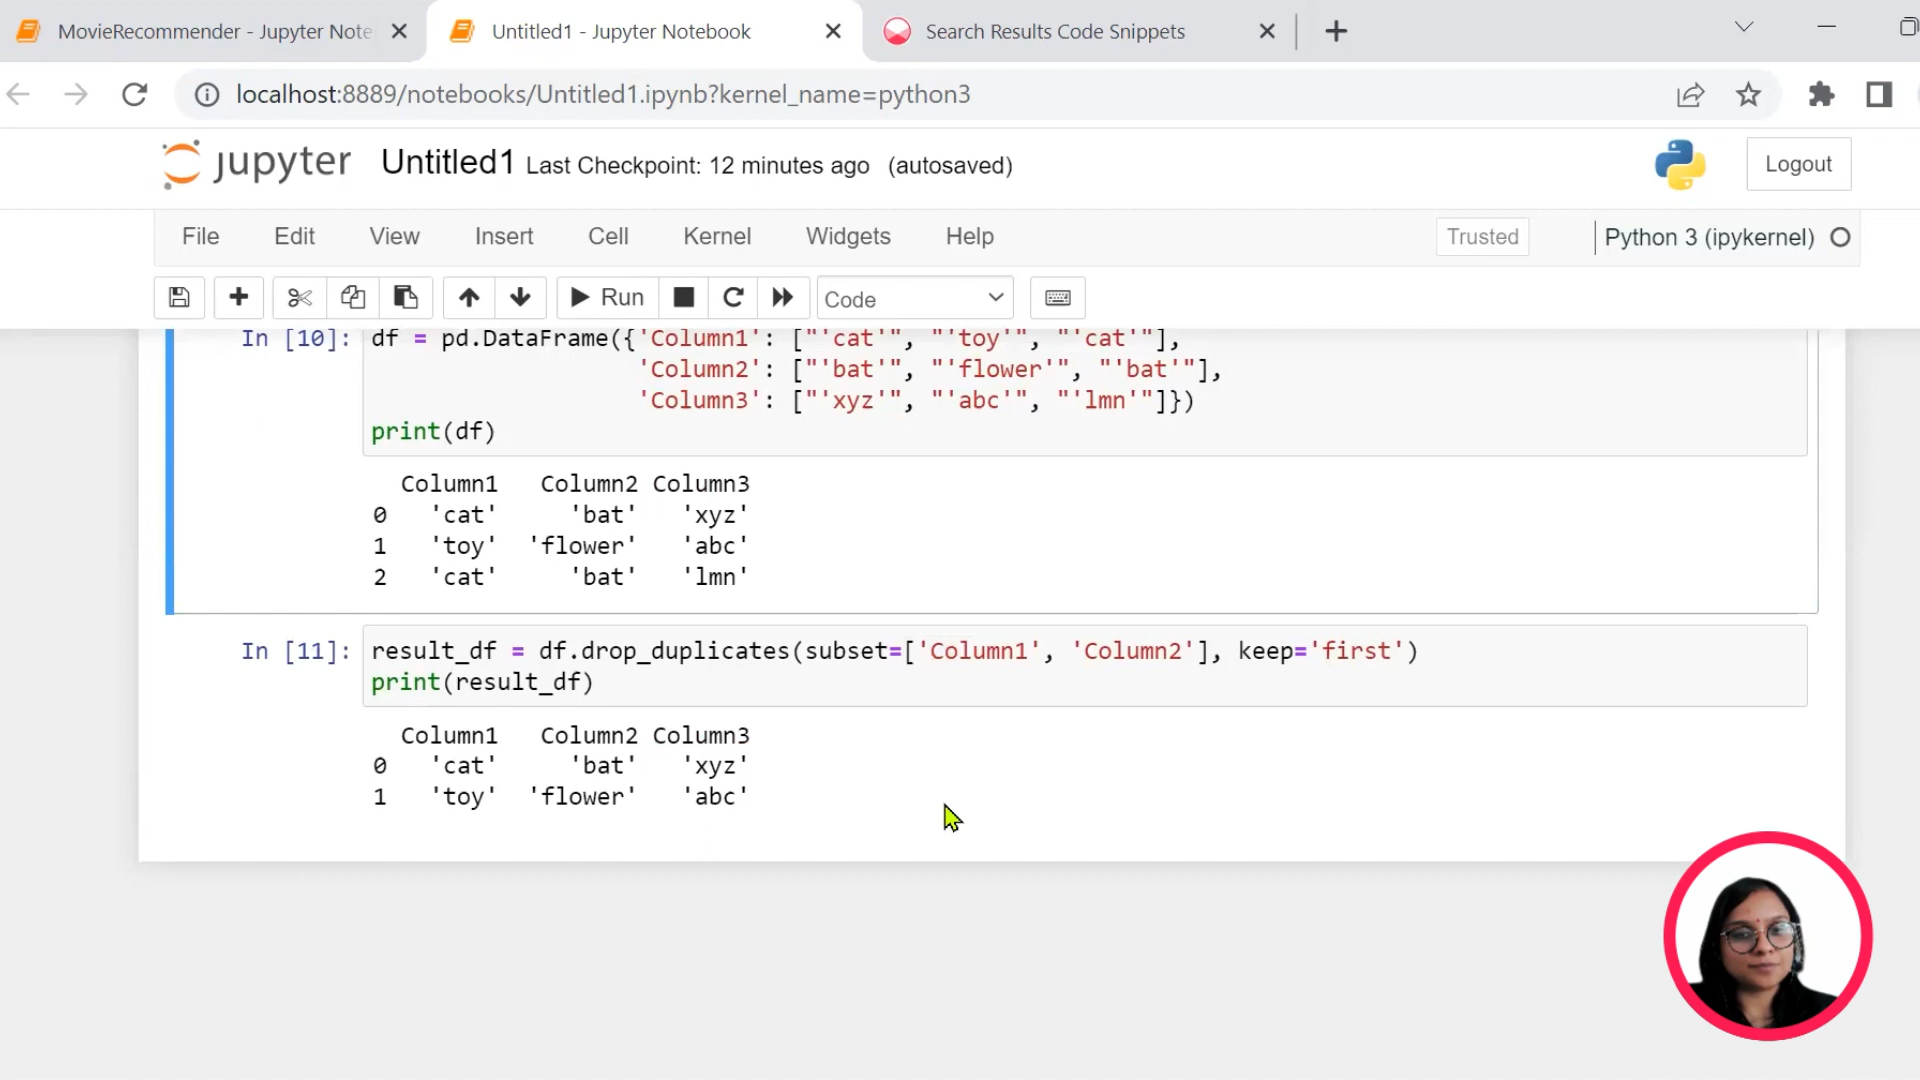 MovieRecommender - Jupyter Note
Untitled1 - Jupyter Notebook
Search Results Code Snippets
localhost:8889/notebooks/Untitled1.ipynb?kernel_name=python3
jupyter Untitled1 Last Checkpoint: 12 minutes ago (autosaved)
Logout
File Edit View Insert Cell Kernel Widgets Help
Trusted
Python 3 (ipykernel)
Run
Code
In [10]: df = pd.DataFrame({'Column1': ["'cat'", "'toy'", "'cat'"],
'Column2': ["'bat'", "'flower'", "'bat'"],
'Column3': ["'xyz'", "'abc'", "'lmn'"]})
print(df)
Column1 Column2 Column3
0 'cat' 'bat' 'xyz'
1 'toy' 'flower' 'abc'
2 'cat' 'bat' 'lmn'
In [11]: result_df = df.drop_duplicates(subset=['Column1', 'Column2'], keep='first')
print(result_df)
Column1 Column2 Column3
0 'cat' 'bat' 'xyz'
1 'toy' 'flower' 'abc'